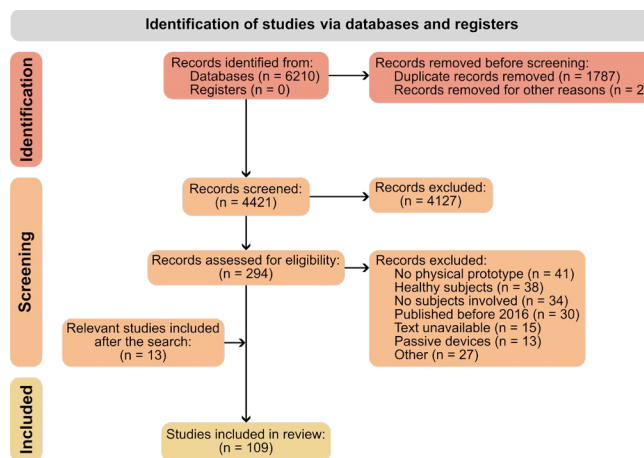 Identification of studies via databases and registers
Identification
Records identified from:
Databases (n = 6210)
Registers (n = 0)
Records removed before screening:
Duplicate records removed (n = 1787)
Records removed for other reasons (n = 2
Screening
Records screened:
(n = 4421)
Records excluded:
(n = 4127)
Records assessed for eligibility:
(n = 294)
Records excluded:
No physical prototype (n = 41)
Healthy subjects (n = 38)
No subjects involved (n = 34)
Published before 2016 (n = 30)
Text unavailable (n = 15)
Passive devices (n = 13)
Other (n = 27)
Relevant studies included
after the search:
(n = 13)
Included
Studies included in review:
(n = 109)